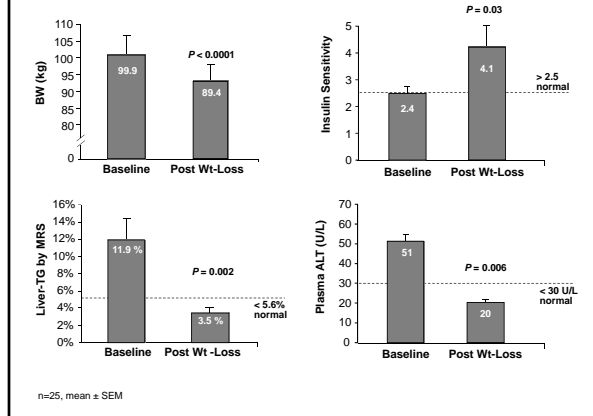 BW (kg)
110
105
100
95
90
85
80
0
99.9
P < 0.0001
89.4
Baseline
Post Wt-Loss
Insulin Sensitivity
5
4
3
2
1
0
P = 0.03
2.4
4.1
> 2.5
normal
Baseline
Post Wt-Loss
Liver-TG by MRS
16%
14%
12%
10%
8%
6%
4%
2%
0%
11.9 %
P = 0.002
3.5 %
< 5.6%
normal
Baseline
Post Wt -Loss
Plasma ALT (U/L)
70
60
50
40
30
20
10
0
51
P = 0.006
20
< 30 U/L
normal
Baseline
Post Wt-Loss
n=25, mean ± SEM